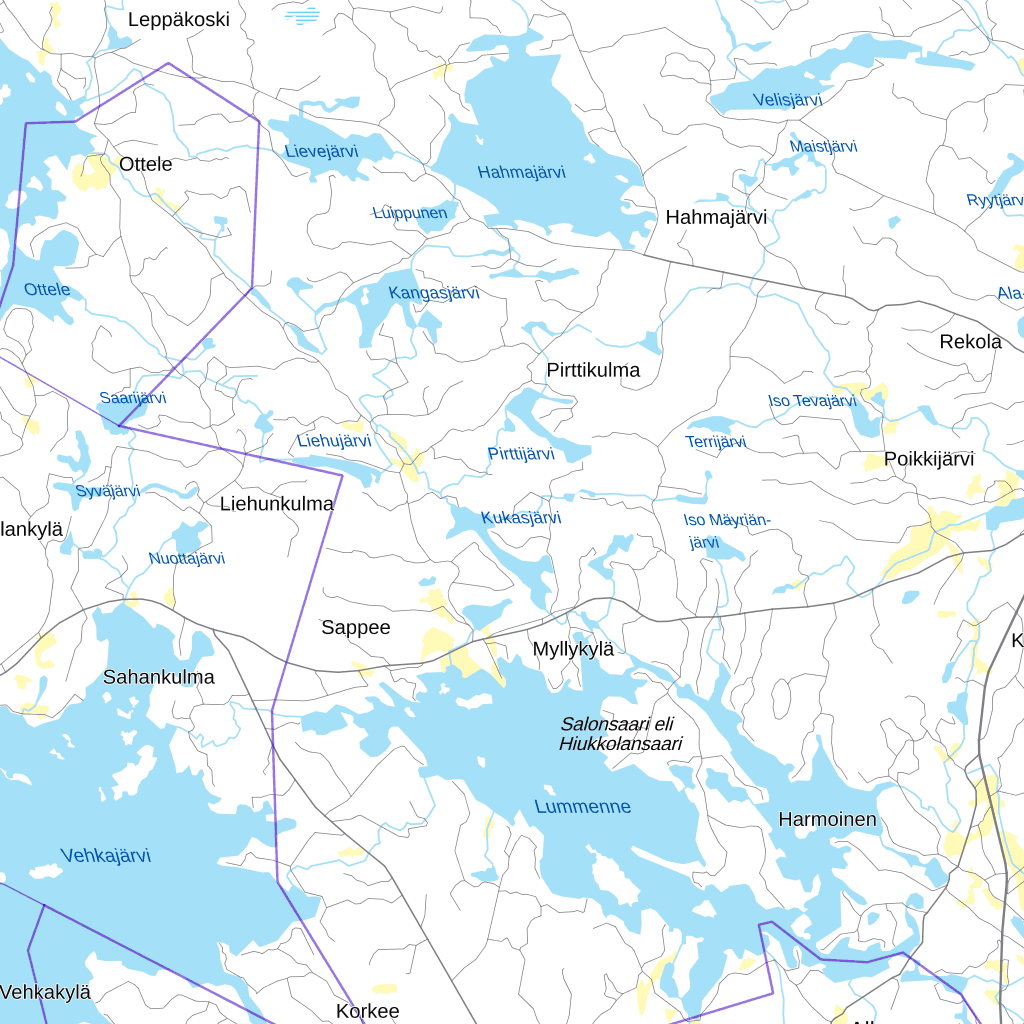 Leppäkoski
Velisjärvi
Lievejärvi
Maistjärvi
Ottele
Hahmajärvi
Luippunen
Hahmajärvi
Ottele
Kangasjärvi
Rekola
Pirttikulma
Saarijärvi
Iso Tevajärvi
Liehujärvi
Terrijärvi
Pirttijärvi
Poikkijärvi
Syväjärvi
Liehunkulma
Kukasjärvi
Iso Mäyriän-
järvi
lankylä
Nuottajärvi
Sappee
Myllykylä
Sahankulma
Salonsaari eli
Hiukkolansaari
Lummenne
Harmoinen
Vehkajärvi
Vehkakylä
Korkee